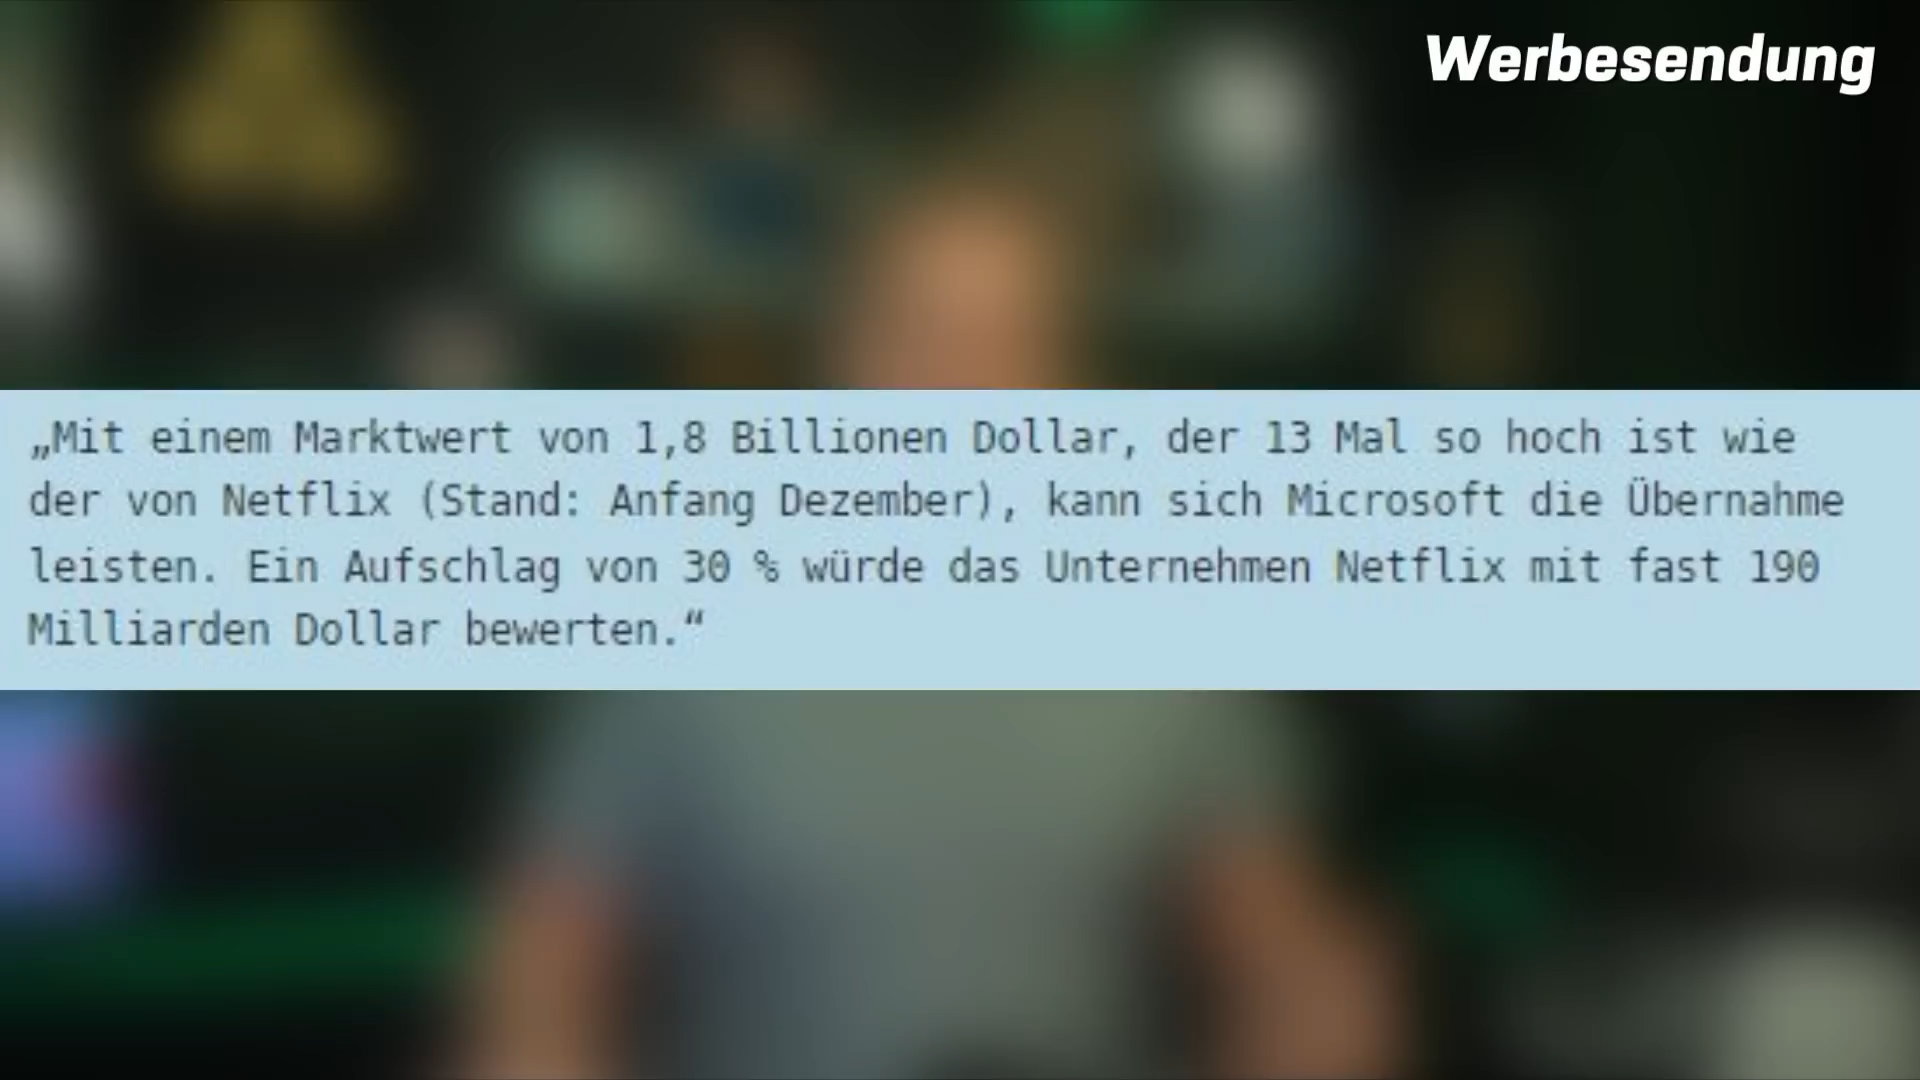 Werbesendung
„Mit einem Marktwert von 1,8 Billionen Dollar, der 13 Mal so hoch ist wie
der von Netflix (Stand: Anfang Dezember), kann sich Microsoft die Übernahme
leisten. Ein Aufschlag von 30 % würde das Unternehmen Netflix mit fast 190
Milliarden Dollar bewerten.“